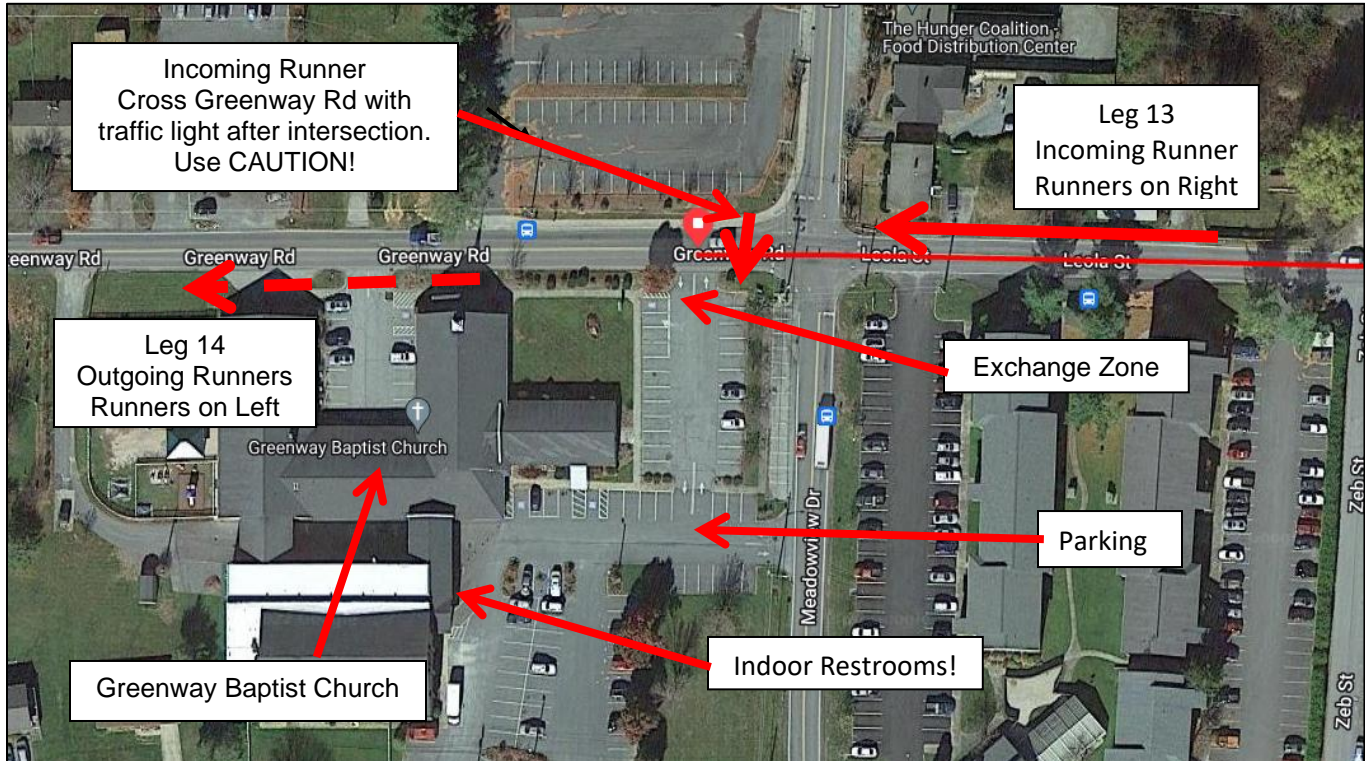 The Hunger Coalition -
Food Distribution Center
Incoming Runner
Cross Greenway Rd with
traffic light after intersection.
Use CAUTION!
Leg 13
Incoming Runner
Runners on Right
reenway Rd
Greenway Rd
Greenway Rd
Greenway Rd
Leola St
Leola St
Leg 14
Outgoing Runners
Runners on Left
Exchange Zone
Greenway Baptist Church
Meadowview Dr
Parking
Zeb St
Zeb St
Indoor Restrooms!
Greenway Baptist Church